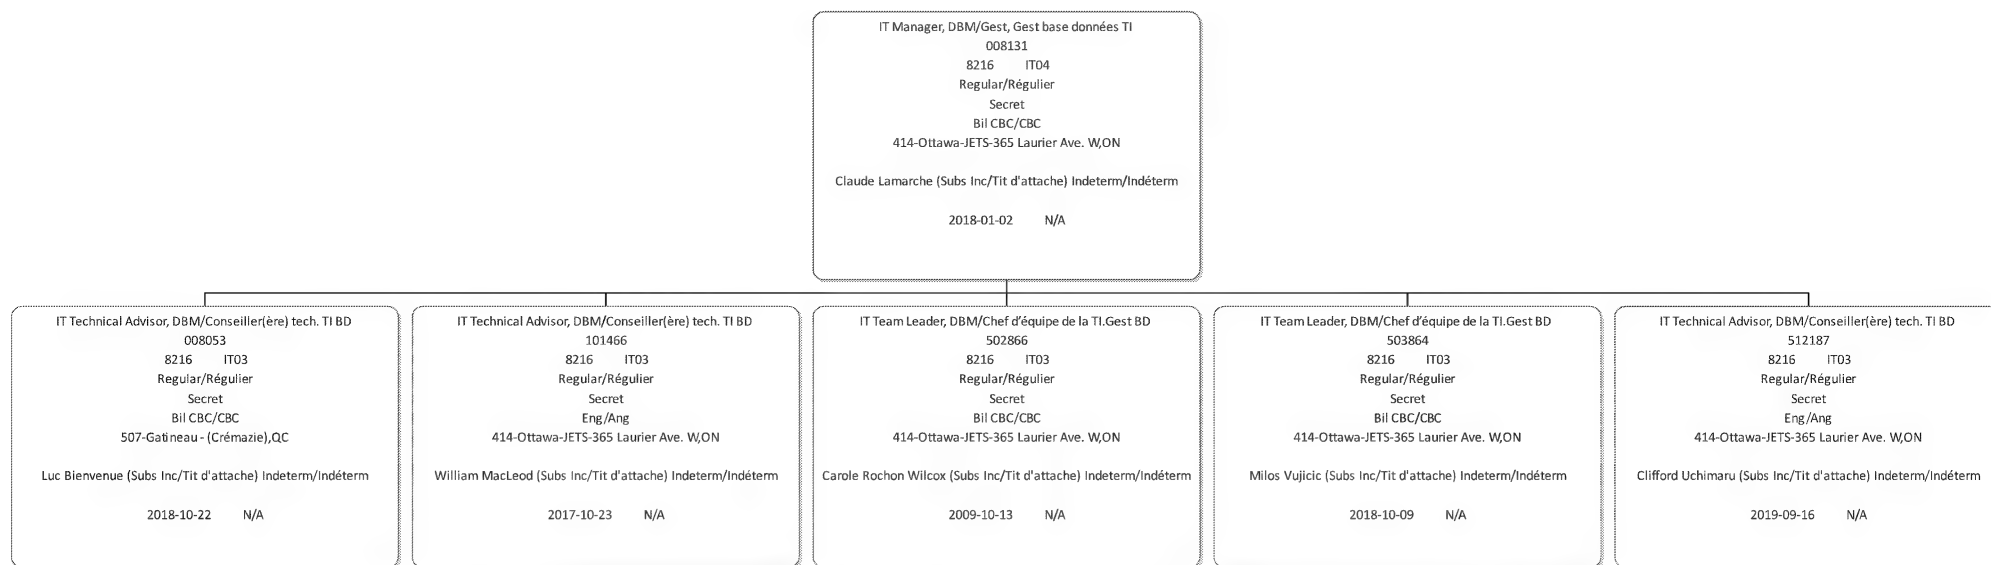 IT Manager, DBM/Gest, Gest base données TI
008131
8216 IT04
Regular/Régulier
Secret
Bil CBC/CBC
414-Ottawa-JETS-365 Laurier Ave. W,ON
Claude Lamarche (Subs Inc/Tit d'attache) Indeterm/Indéterm
2018-01-02 N/A
IT Technical Advisor, DBM/Conseiller(ère) tech. TI BD
008053
8216 IT03
Regular/Régulier
Secret
Bil CBC/CBC
507-Gatineau - (Crémazie),QC
Luc Bienvenue (Subs Inc/Tit d'attache) Indeterm/Indéterm
2018-10-22 N/A
IT Technical Advisor, DBM/Conseiller(ère) tech. TI BD
101466
8216 IT03
Regular/Régulier
Secret
Eng/Ang
414-Ottawa-JETS-365 Laurier Ave. W,ON
William MacLeod (Subs Inc/Tit d'attache) Indeterm/Indéterm
2017-10-23 N/A
IT Team Leader, DBM/Chef d’équipe de la TI.Gest BD
502866
8216 IT03
Regular/Régulier
Secret
Bil CBC/CBC
414-Ottawa-JETS-365 Laurier Ave. W,ON
Carole Rochon Wilcox (Subs Inc/Tit d'attache) Indeterm/Indéterm
2009-10-13 N/A
IT Team Leader, DBM/Chef d’équipe de la TI.Gest BD
503864
8216 IT03
Regular/Régulier
Secret
Bil CBC/CBC
414-Ottawa-JETS-365 Laurier Ave. W,ON
Milos Vujicic (Subs Inc/Tit d'attache) Indeterm/Indéterm
2018-10-09 N/A
IT Technical Advisor, DBM/Conseiller(ère) tech. TI BD
512187
8216 IT03
Regular/Régulier
Secret
Eng/Ang
414-Ottawa-JETS-365 Laurier Ave. W,ON
Clifford Uchimaru (Subs Inc/Tit d'attache) Indeterm/Indéterm
2019-09-16 N/A